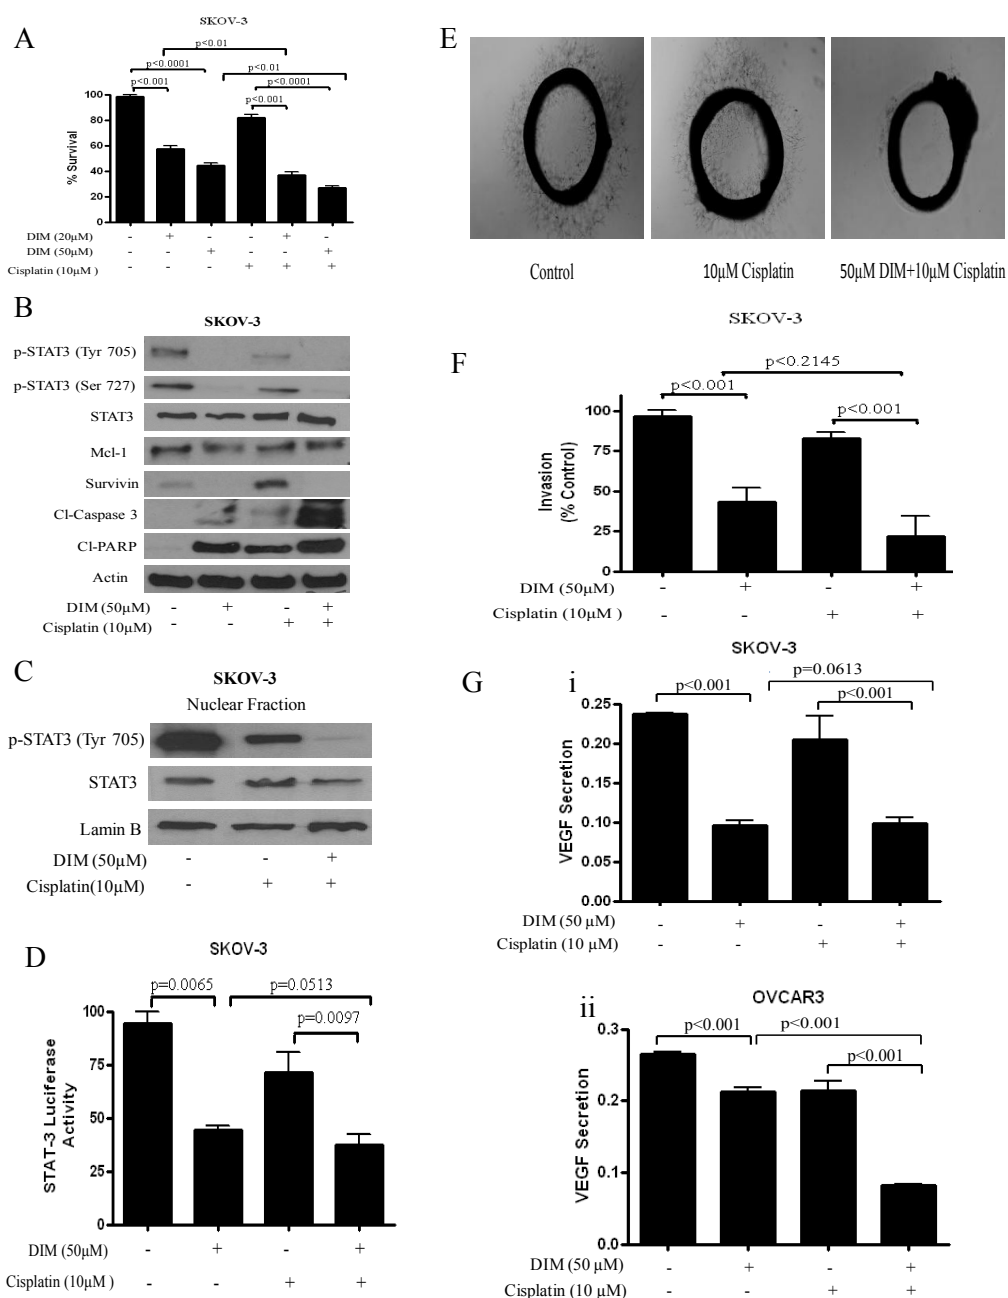 A
SKOV-3
p<0.01
p<0.0001
p<0.01
p<0.001
p<0.0001
p<0.001
% Survival
100
80
60
40
20
0
DIM (20µM) - + - - + -
DIM (50µM) - - + - - +
Cisplatin (10µM ) - - - + + +
B
SKOV-3
p-STAT3 (Tyr 705)
p-STAT3 (Ser 727)
STAT3
Mcl-1
Survivin
Cl-Caspase 3
Cl-PARP
Actin
DIM (50µM) - + - +
Cisplatin (10µM) - - + +
C
SKOV-3
Nuclear Fraction
p-STAT3 (Tyr 705)
STAT3
Lamin B
DIM (50µM) - - +
Cisplatin(10µM) - + +
D
SKOV-3
p=0.0065
p=0.0513
p=0.0097
STAT-3 Luciferase
Activity
100
75
50
25
0
DIM (50µM) - + - +
Cisplatin (10µM ) - - + +
E
Control
10µM Cisplatin
50µM DIM+10µM Cisplatin
F
SKOV-3
p<0.2145
p<0.001
p<0.001
Invasion
(% Control)
100
75
50
25
0
DIM (50µM) - + - +
Cisplatin (10µM ) - - + +
G
i
SKOV-3
p=0.0613
p<0.001
p<0.001
VEGF Secretion
0.25
0.20
0.15
0.10
0.05
0.00
DIM (50 µM) - + - +
Cisplatin (10 µM) - - + +
ii
OVCAR3
p<0.001
p<0.001
p<0.001
VEGF Secretion
0.3
0.2
0.1
0.0
DIM (50 µM) - + - +
Cisplatin (10 µM) - - + +